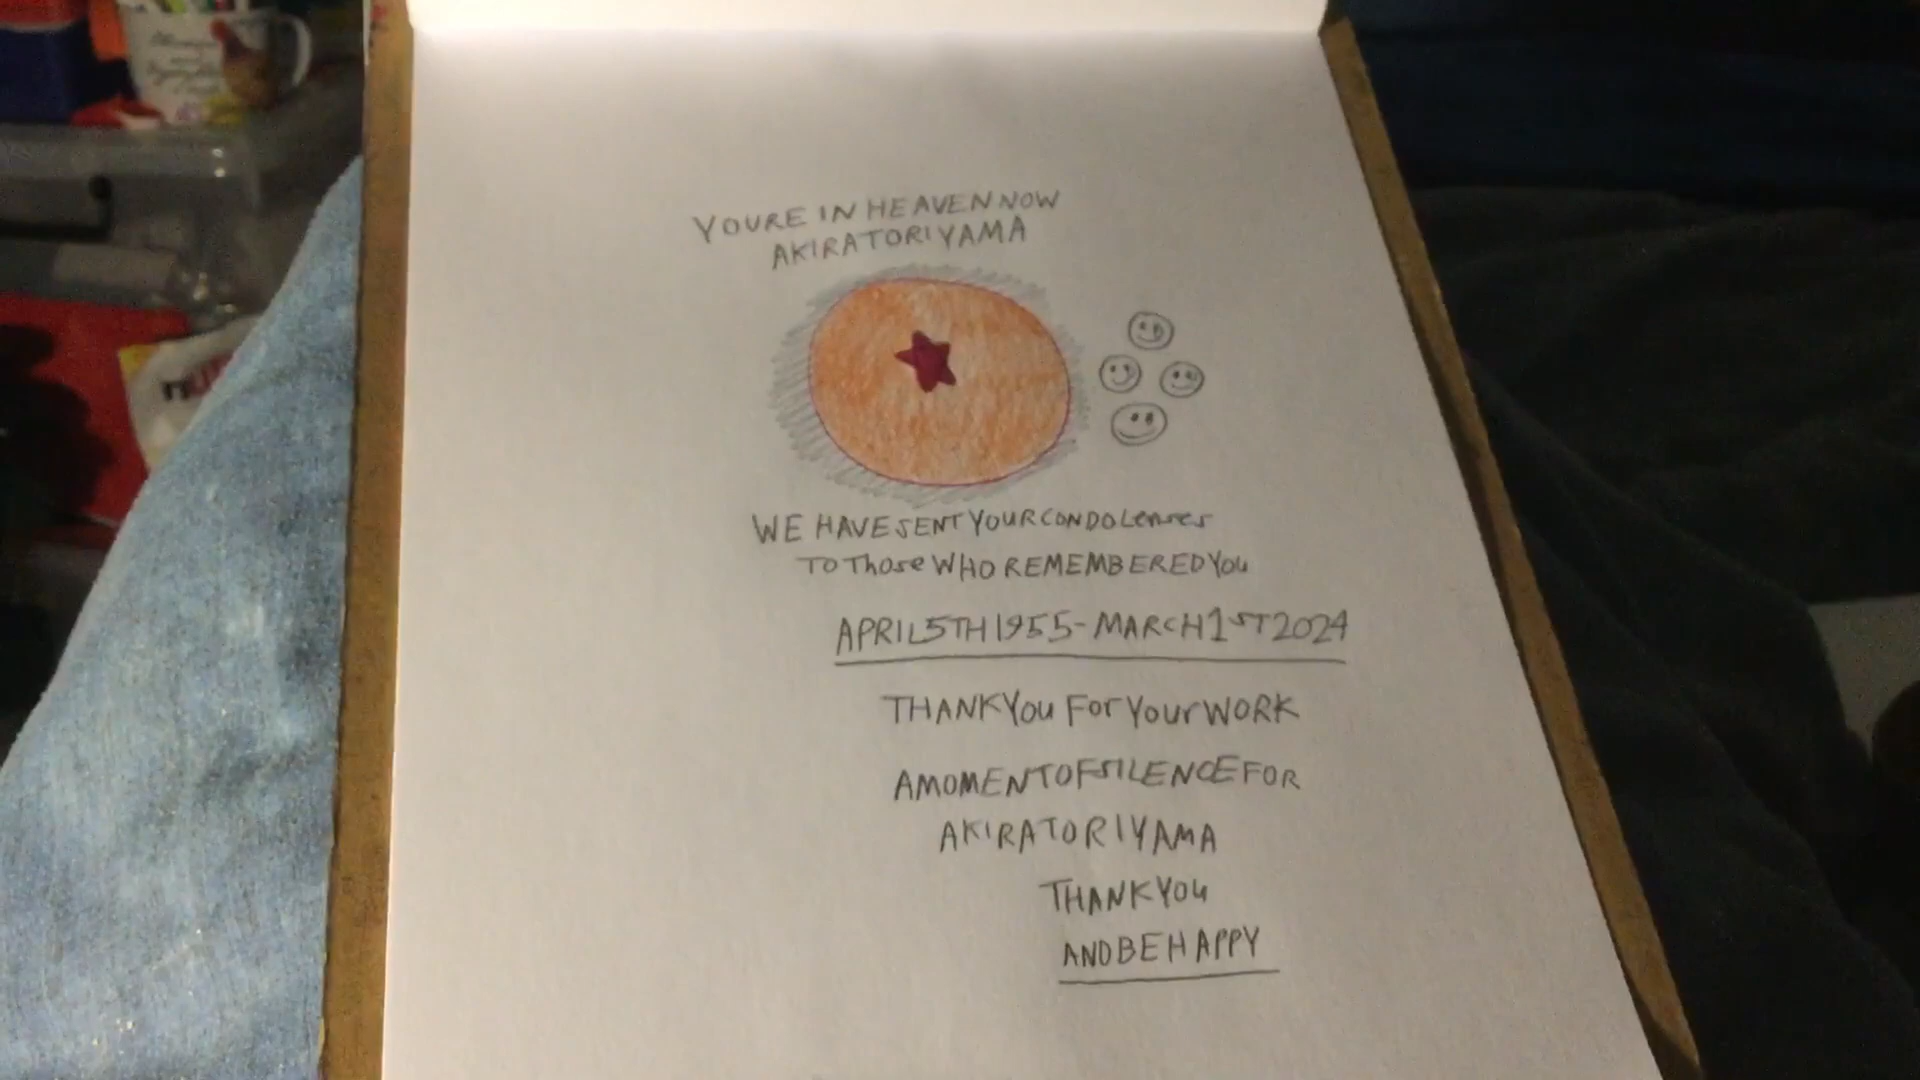 YOURE IN HEAVEN NOW
AKIRATORIYAMA
WE HAVE SENT YOUR CONDOLenses
TO Those WHO REMEMBERED YOU
APRIL 5TH 1955 - MARCH 1ST 2024
THANK YOU FOr YOUr WORK
A MOMENT OF SILENCE FOR
AKIRATORIYAMA
THANK YOU
AND BE HAPPY